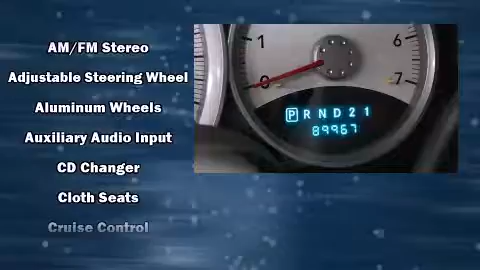 AM/FM Stereo
Adjustable Steering Wheel
Aluminum Wheels
Auxiliary Audio Input
CD Changer
Cloth Seats
Cruise Control
1 6
0 7
P R N D 2 1
89967